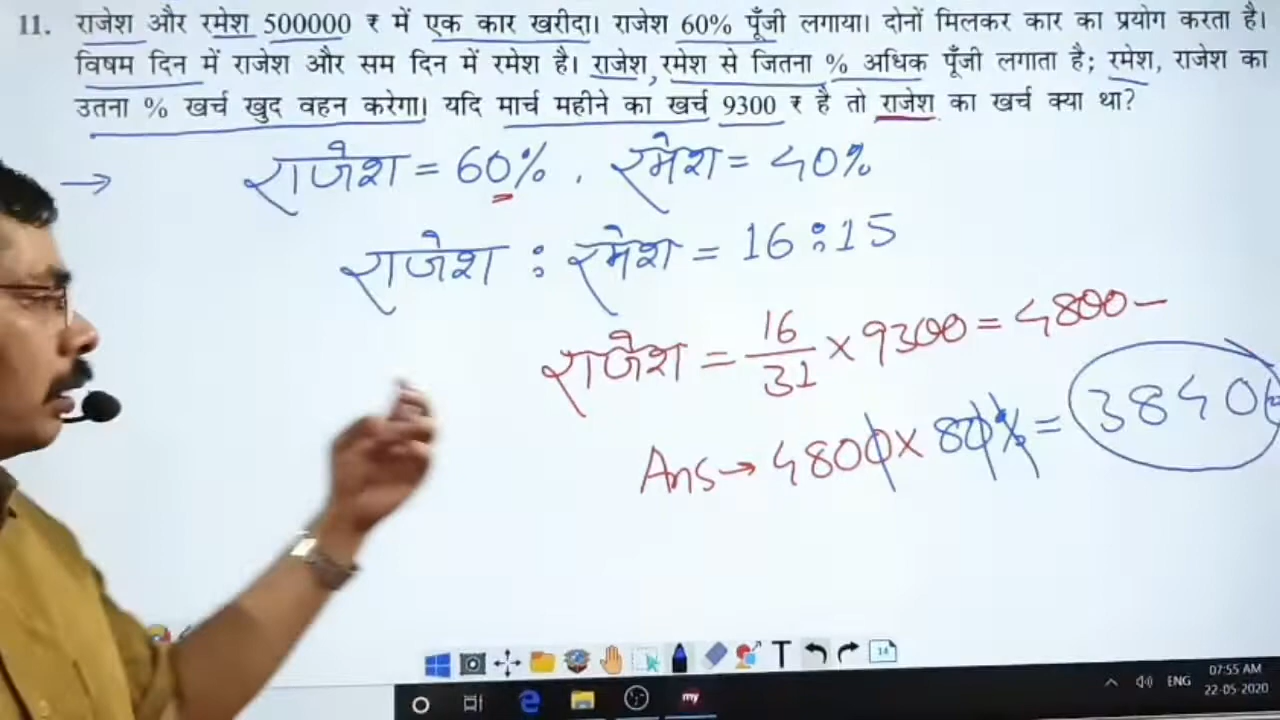 11. राजेश और रमेश 500000 ₹ में एक कार खरीदा। राजेश 60% पूँजी लगाया। दोनों मिलकर कार का प्रयोग करता है।
विषम दिन में राजेश और सम दिन में रमेश है। राजेश, रमेश से जितना % अधिक पूँजी लगाता है; रमेश, राजेश का
उतना % खर्च खुद वहन करेगा। यदि मार्च महीने का खर्च 9300 ₹ है तो राजेश का खर्च क्या था?
→ राजेश = 60% . रमेश = 40%
राजेश : रमेश = 16:15
राजेश = 16/31 × 9300 = 4800-
Ans → 4800 × 80% = 3840
T
14
ENG
07:55 AM
22-05-2020
my